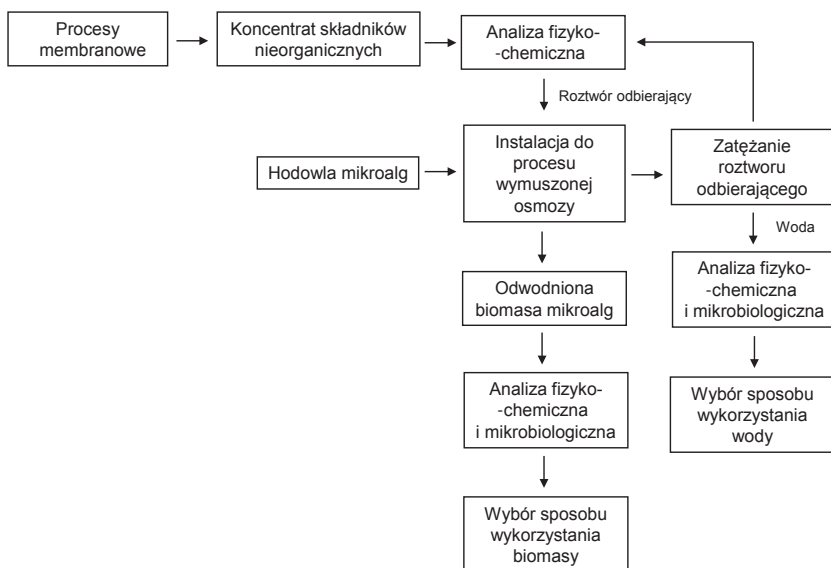 Procesy
membranowe
Koncentrat składników
nieorganicznych
Analiza fizyko-
-chemiczna
Roztwór odbierający
Hodowla mikroalg
Instalacja do
procesu
wymuszonej
osmozy
Zatężanie
roztworu
odbierającego
Woda
Odwodniona
biomasa mikroalg
Analiza fizyko-
-chemiczna
i mikrobiologiczna
Analiza fizyko-
-chemiczna
i mikrobiologiczna
Wybór sposobu
wykorzystania
wody
Wybór sposobu
wykorzystania
biomasy